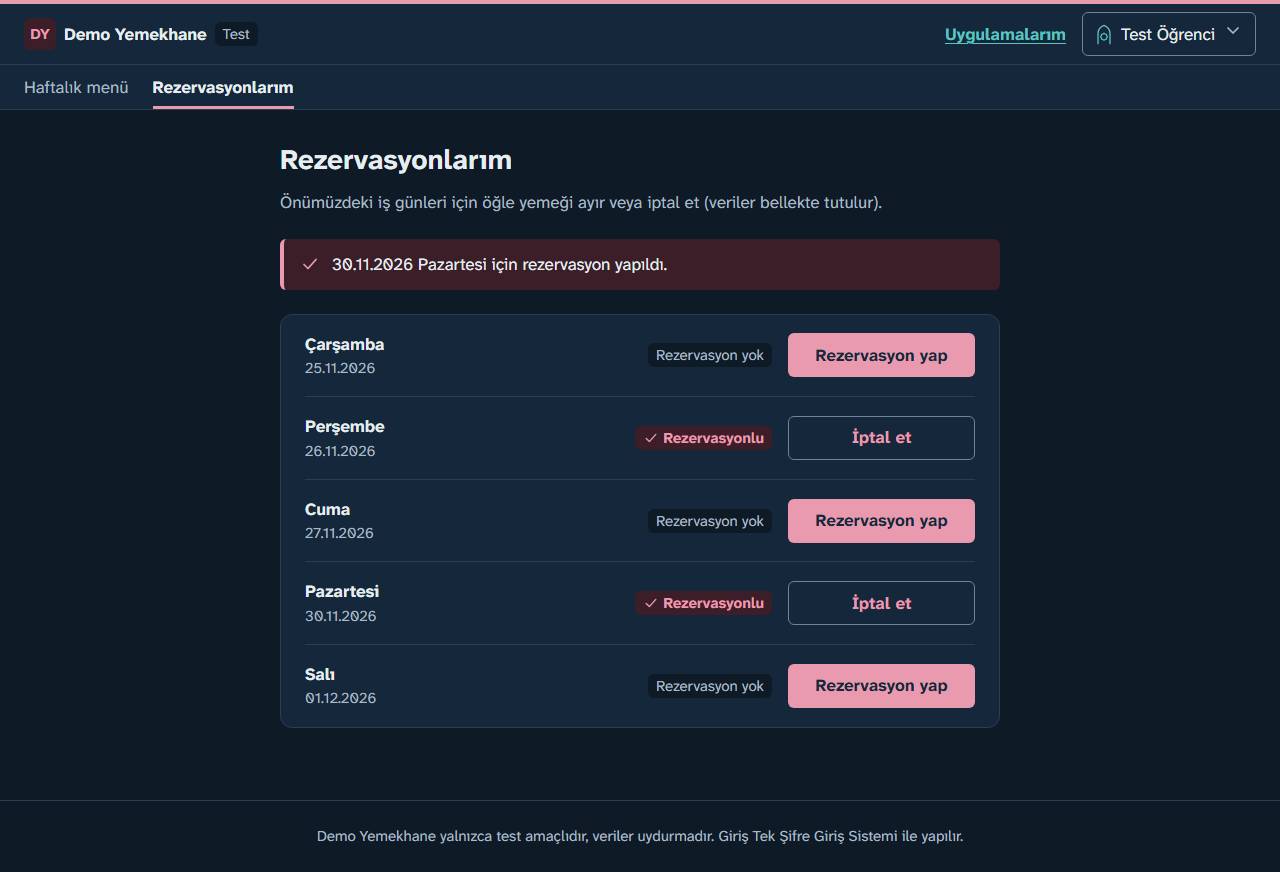 DY Demo Yemekhane Test Uygulamalarım Test Öğrenci
Haftalık menü Rezervasyonlarım
Rezervasyonlarım
Önümüzdeki iş günleri için öğle yemeği ayır veya iptal et (veriler bellekte tutulur).
30.11.2026 Pazartesi için rezervasyon yapıldı.
Çarşamba
25.11.2026
Rezervasyon yok
Rezervasyon yap
Perşembe
26.11.2026
Rezervasyonlu
İptal et
Cuma
27.11.2026
Rezervasyon yok
Rezervasyon yap
Pazartesi
30.11.2026
Rezervasyonlu
İptal et
Salı
01.12.2026
Rezervasyon yok
Rezervasyon yap
Demo Yemekhane yalnızca test amaçlıdır, veriler uydurmadır. Giriş Tek Şifre Giriş Sistemi ile yapılır.